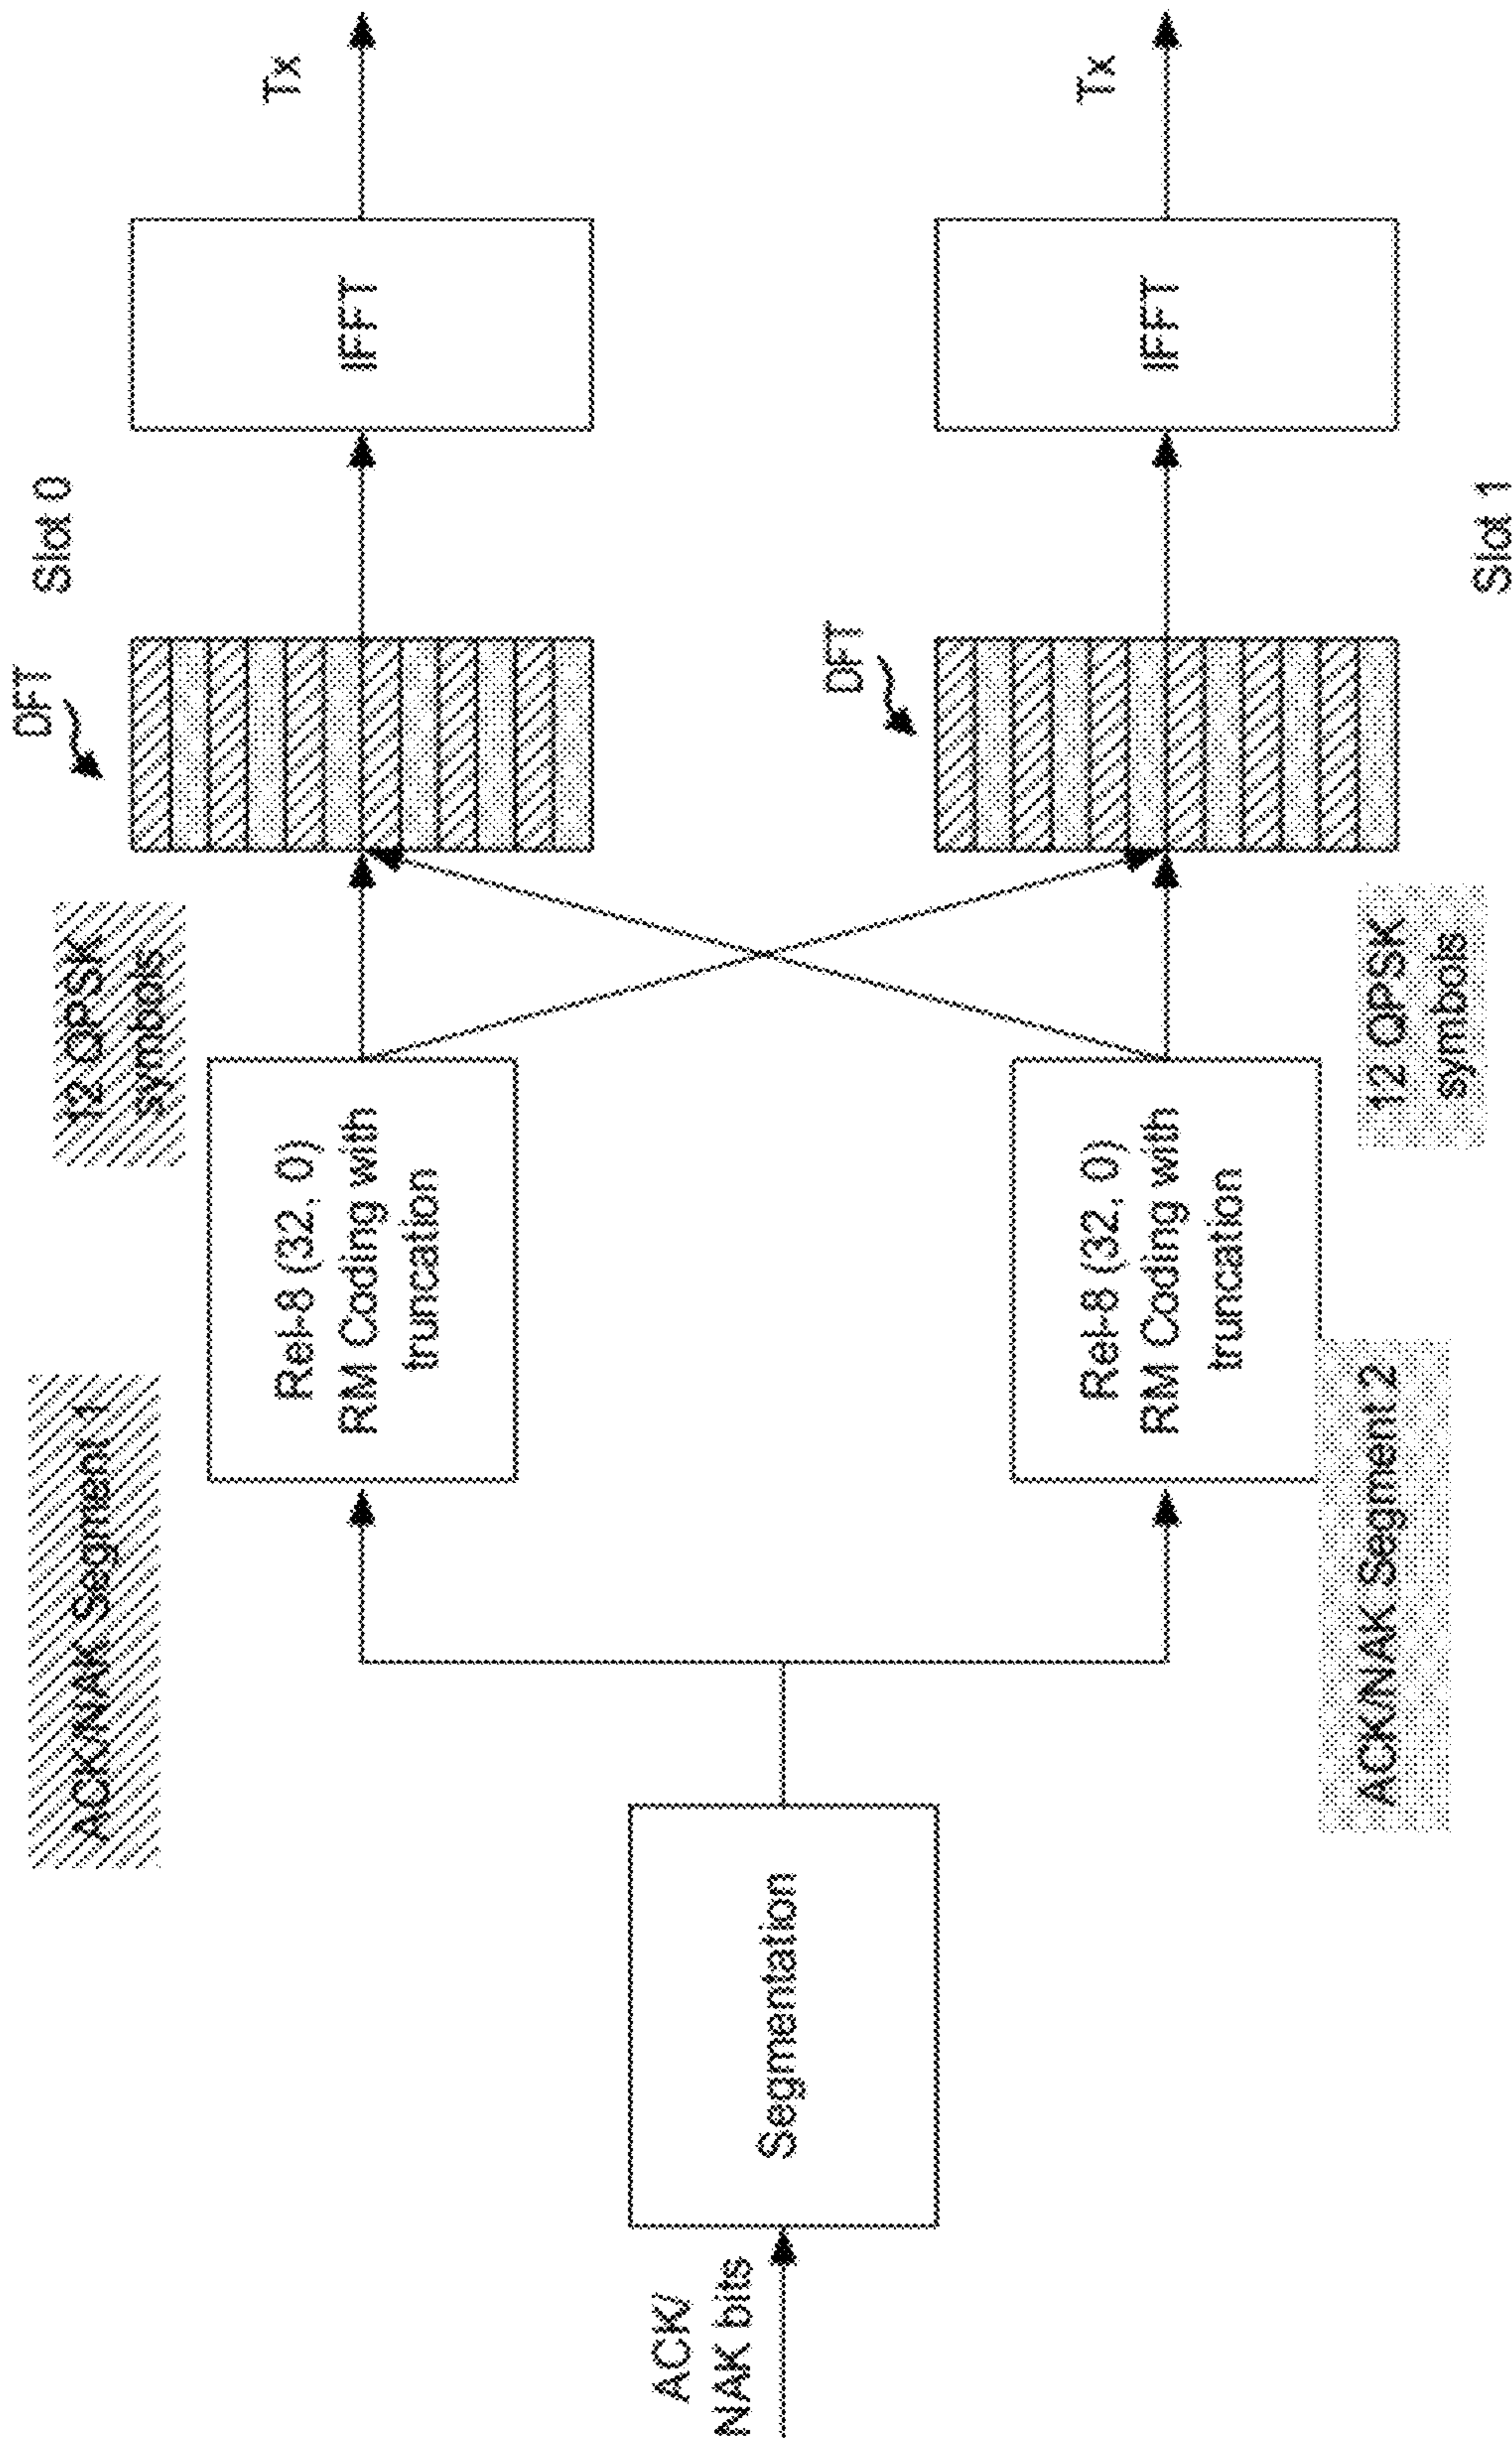 ACK/
NAK bits
Segmentation
ACK/NAK Segment 1
Rel-8 (32, 0)
RM Coding with
truncation
12 QPSK
symbols
DFT
Slot 0
IFFT
Tx
ACK/NAK Segment 2
Rel-8 (32, 0)
RM Coding with
truncation
12 QPSK
symbols
DFT
Slot 1
IFFT
Tx